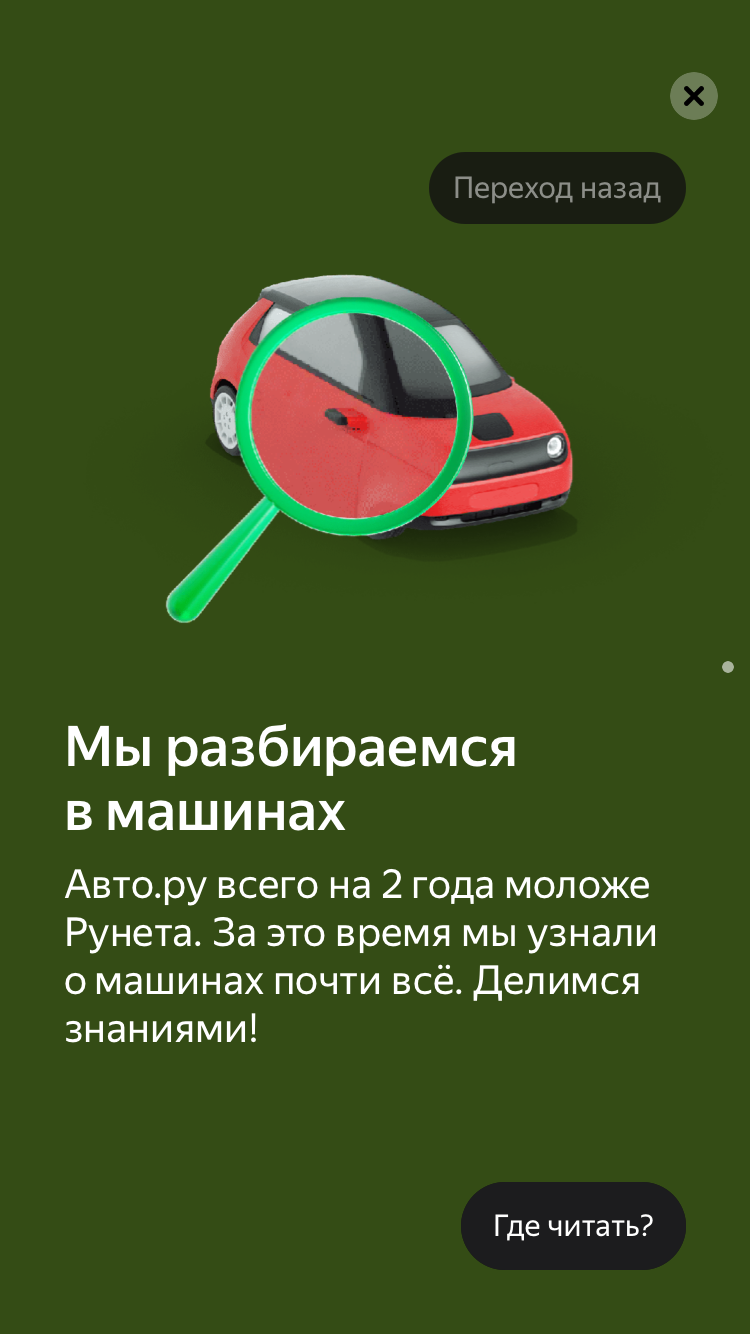 Переход назад
Мы разбираемся
в машинах
Авто.ру всего на 2 года моложе
Рунета. За это время мы узнали
о машинах почти всё. Делимся
знаниями!
Где читать?